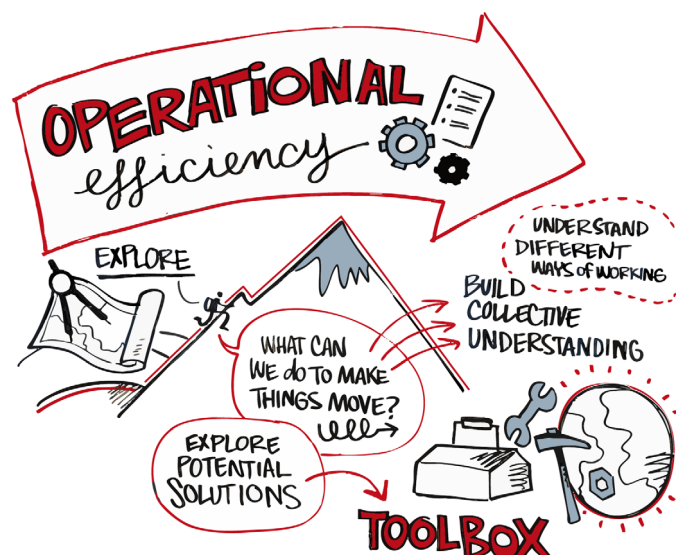 OPERATIONAL
efficiency
EXPLORE
UNDERSTAND
DIFFERENT
WAYS of WORKING
BUILD
COLLECTIVE
UNDERSTANDING
WHAT CAN
WE do TO MAKE
THINGS MOVE?
EXPLORE
POTENTIAL
SOLUTIONS
TOOLBOX